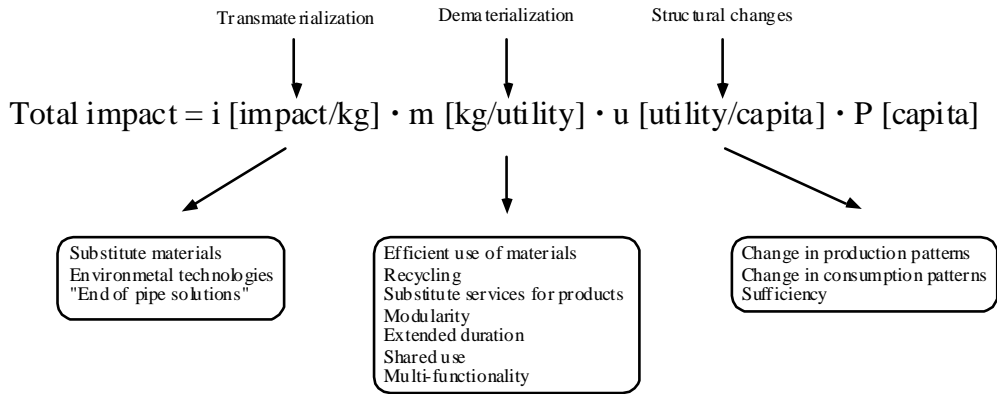 Transmaterialization
Dematerialization
Structural changes
Total impact = i [impact/kg] · m [kg/utility] · u [utility/capita] · P [capita]
Substitute materials
Environmetal technologies
"End of pipe solutions"
Efficient use of materials
Recycling
Substitute services for products
Modularity
Extended duration
Shared use
Multi-functionality
Change in production patterns
Change in consumption patterns
Sufficiency